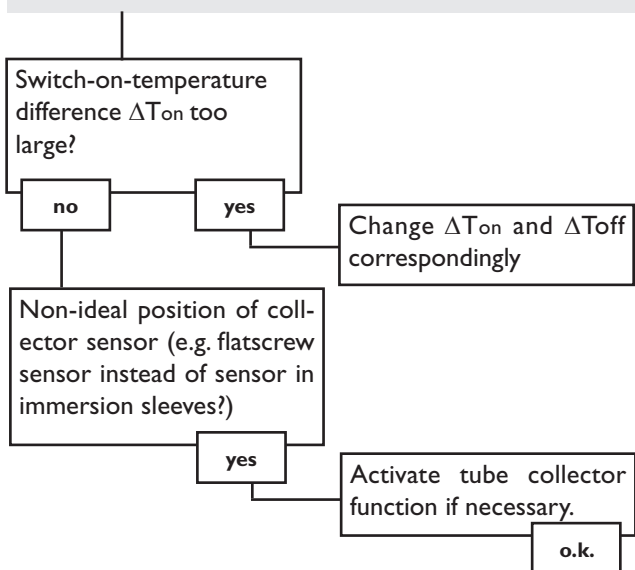 Switch-on-temperature
difference ΔTon too
large?
no
yes
Change ΔTon and ΔToff
correspondingly
Non-ideal position of coll-
ector sensor (e.g. flatscrew
sensor instead of sensor in
immersion sleeves?)
yes
Activate tube collector
function if necessary.
o.k.